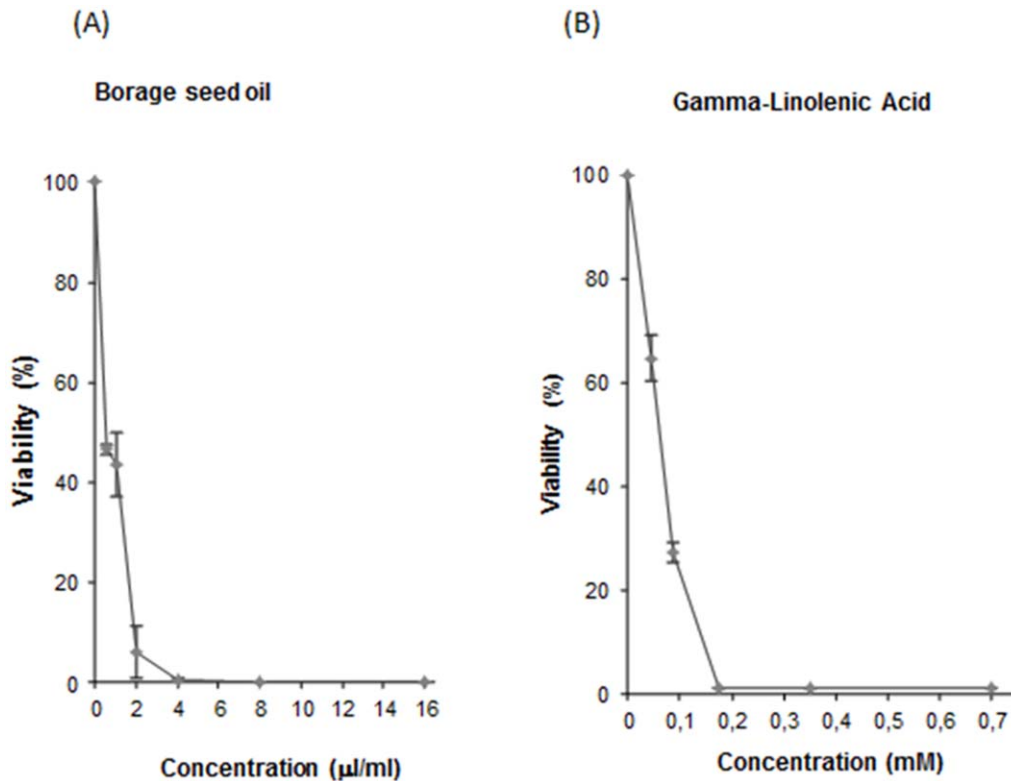 (A)
Borage seed oil
Viability (%)
100
80
60
40
20
0
0 2 4 6 8 10 12 14 16
Concentration (µl/ml)
(B)
Gamma-Linolenic Acid
Viability (%)
100
80
60
40
20
0
0 0,1 0,2 0,3 0,4 0,5 0,6 0,7
Concentration (mM)